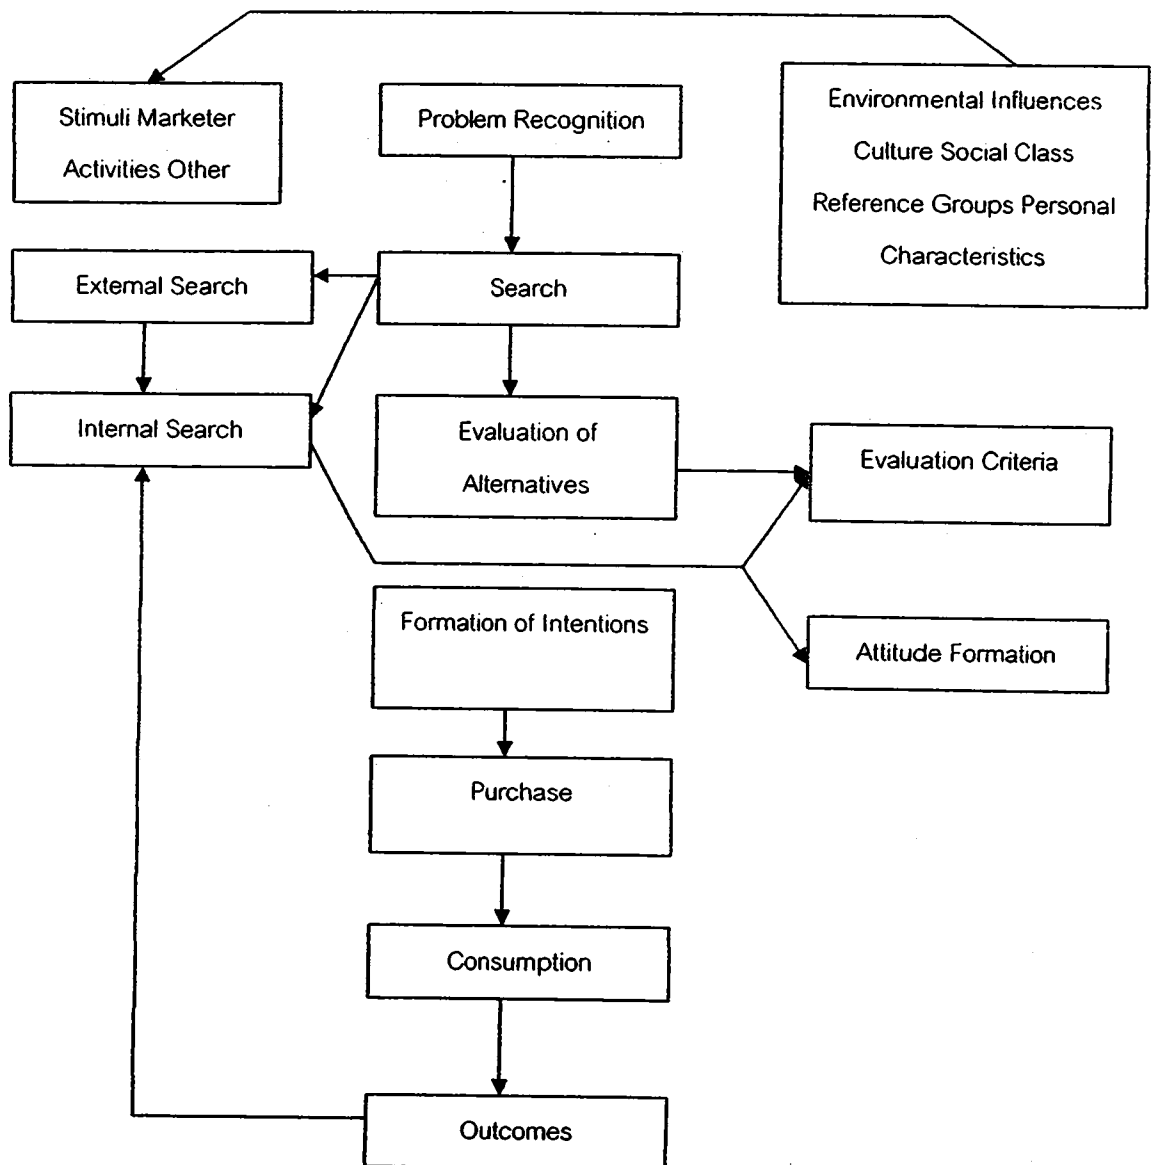 Stimuli Marketer
Activities Other
Problem Recognition
Environmental Influences
Culture Social Class
Reference Groups Personal
Characteristics
External Search
Search
Internal Search
Evaluation of
Alternatives
Evaluation Criteria
Formation of Intentions
Attitude Formation
Purchase
Consumption
Outcomes